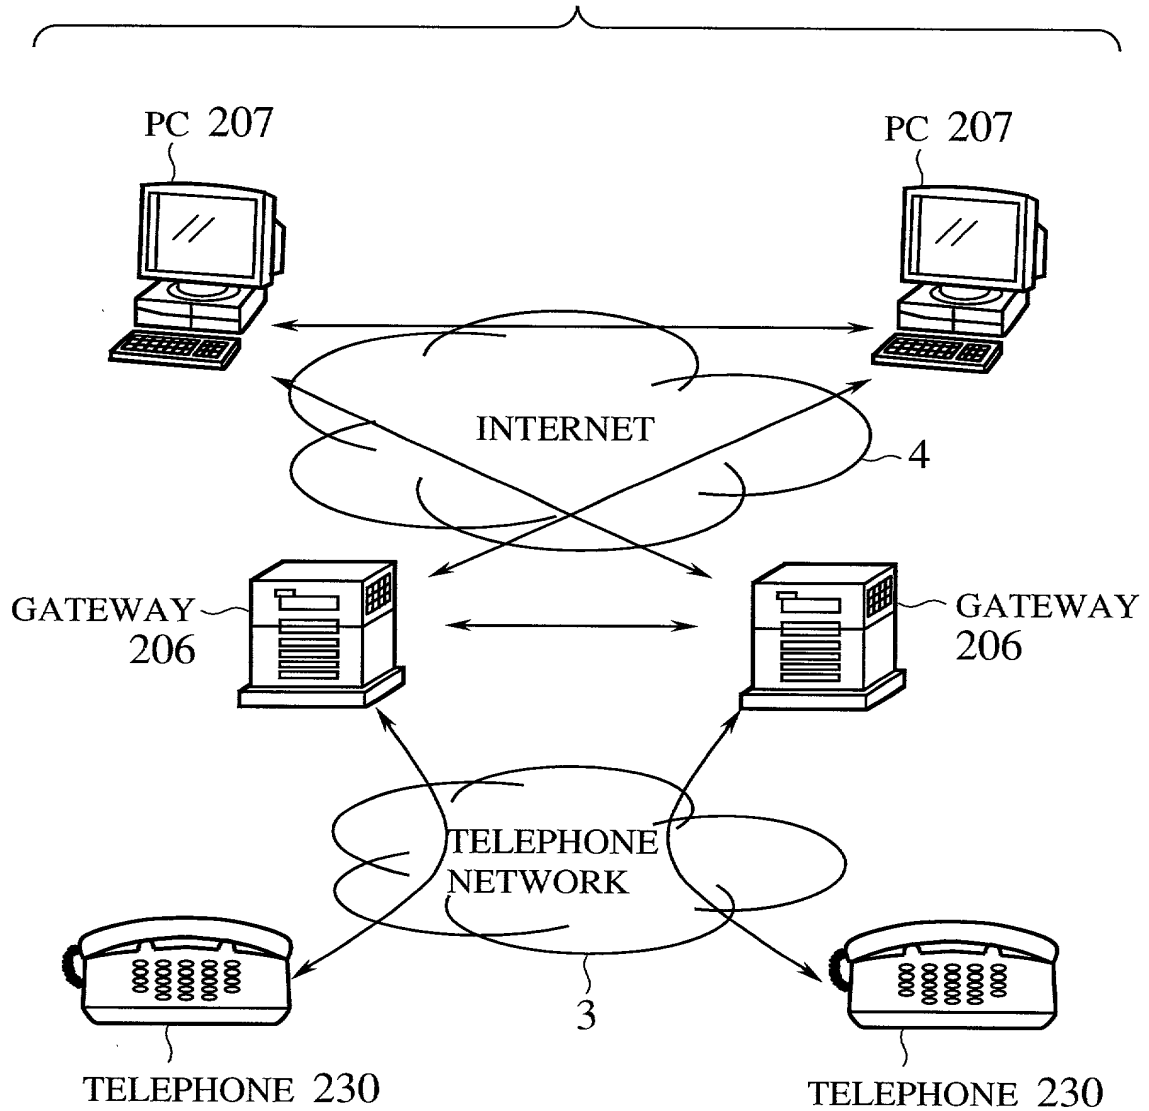 PC 207
PC 207
INTERNET
4
GATEWAY
206
GATEWAY
206
TELEPHONE
NETWORK
3
TELEPHONE 230
TELEPHONE 230